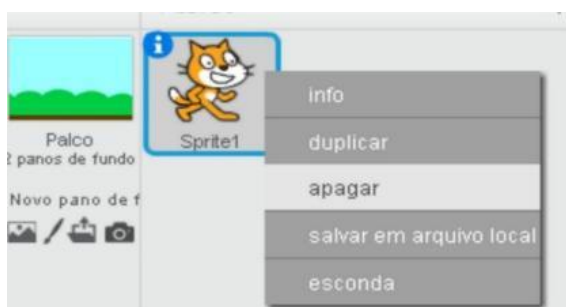 Palco
2 panos de fundo
Novo pano de f
Sprite1
info
duplicar
apagar
salvar em arquivo local
esconda